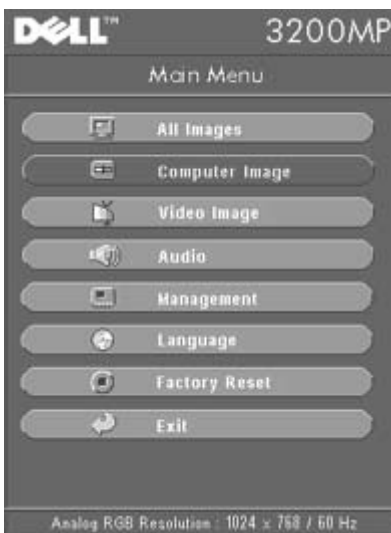 DELL™ 3200MP
Main Menu
All Images
Computer Image
Video Image
Audio
Management
Language
Factory Reset
Exit
Analog RGB Resolution : 1024 x 768 / 60 Hz